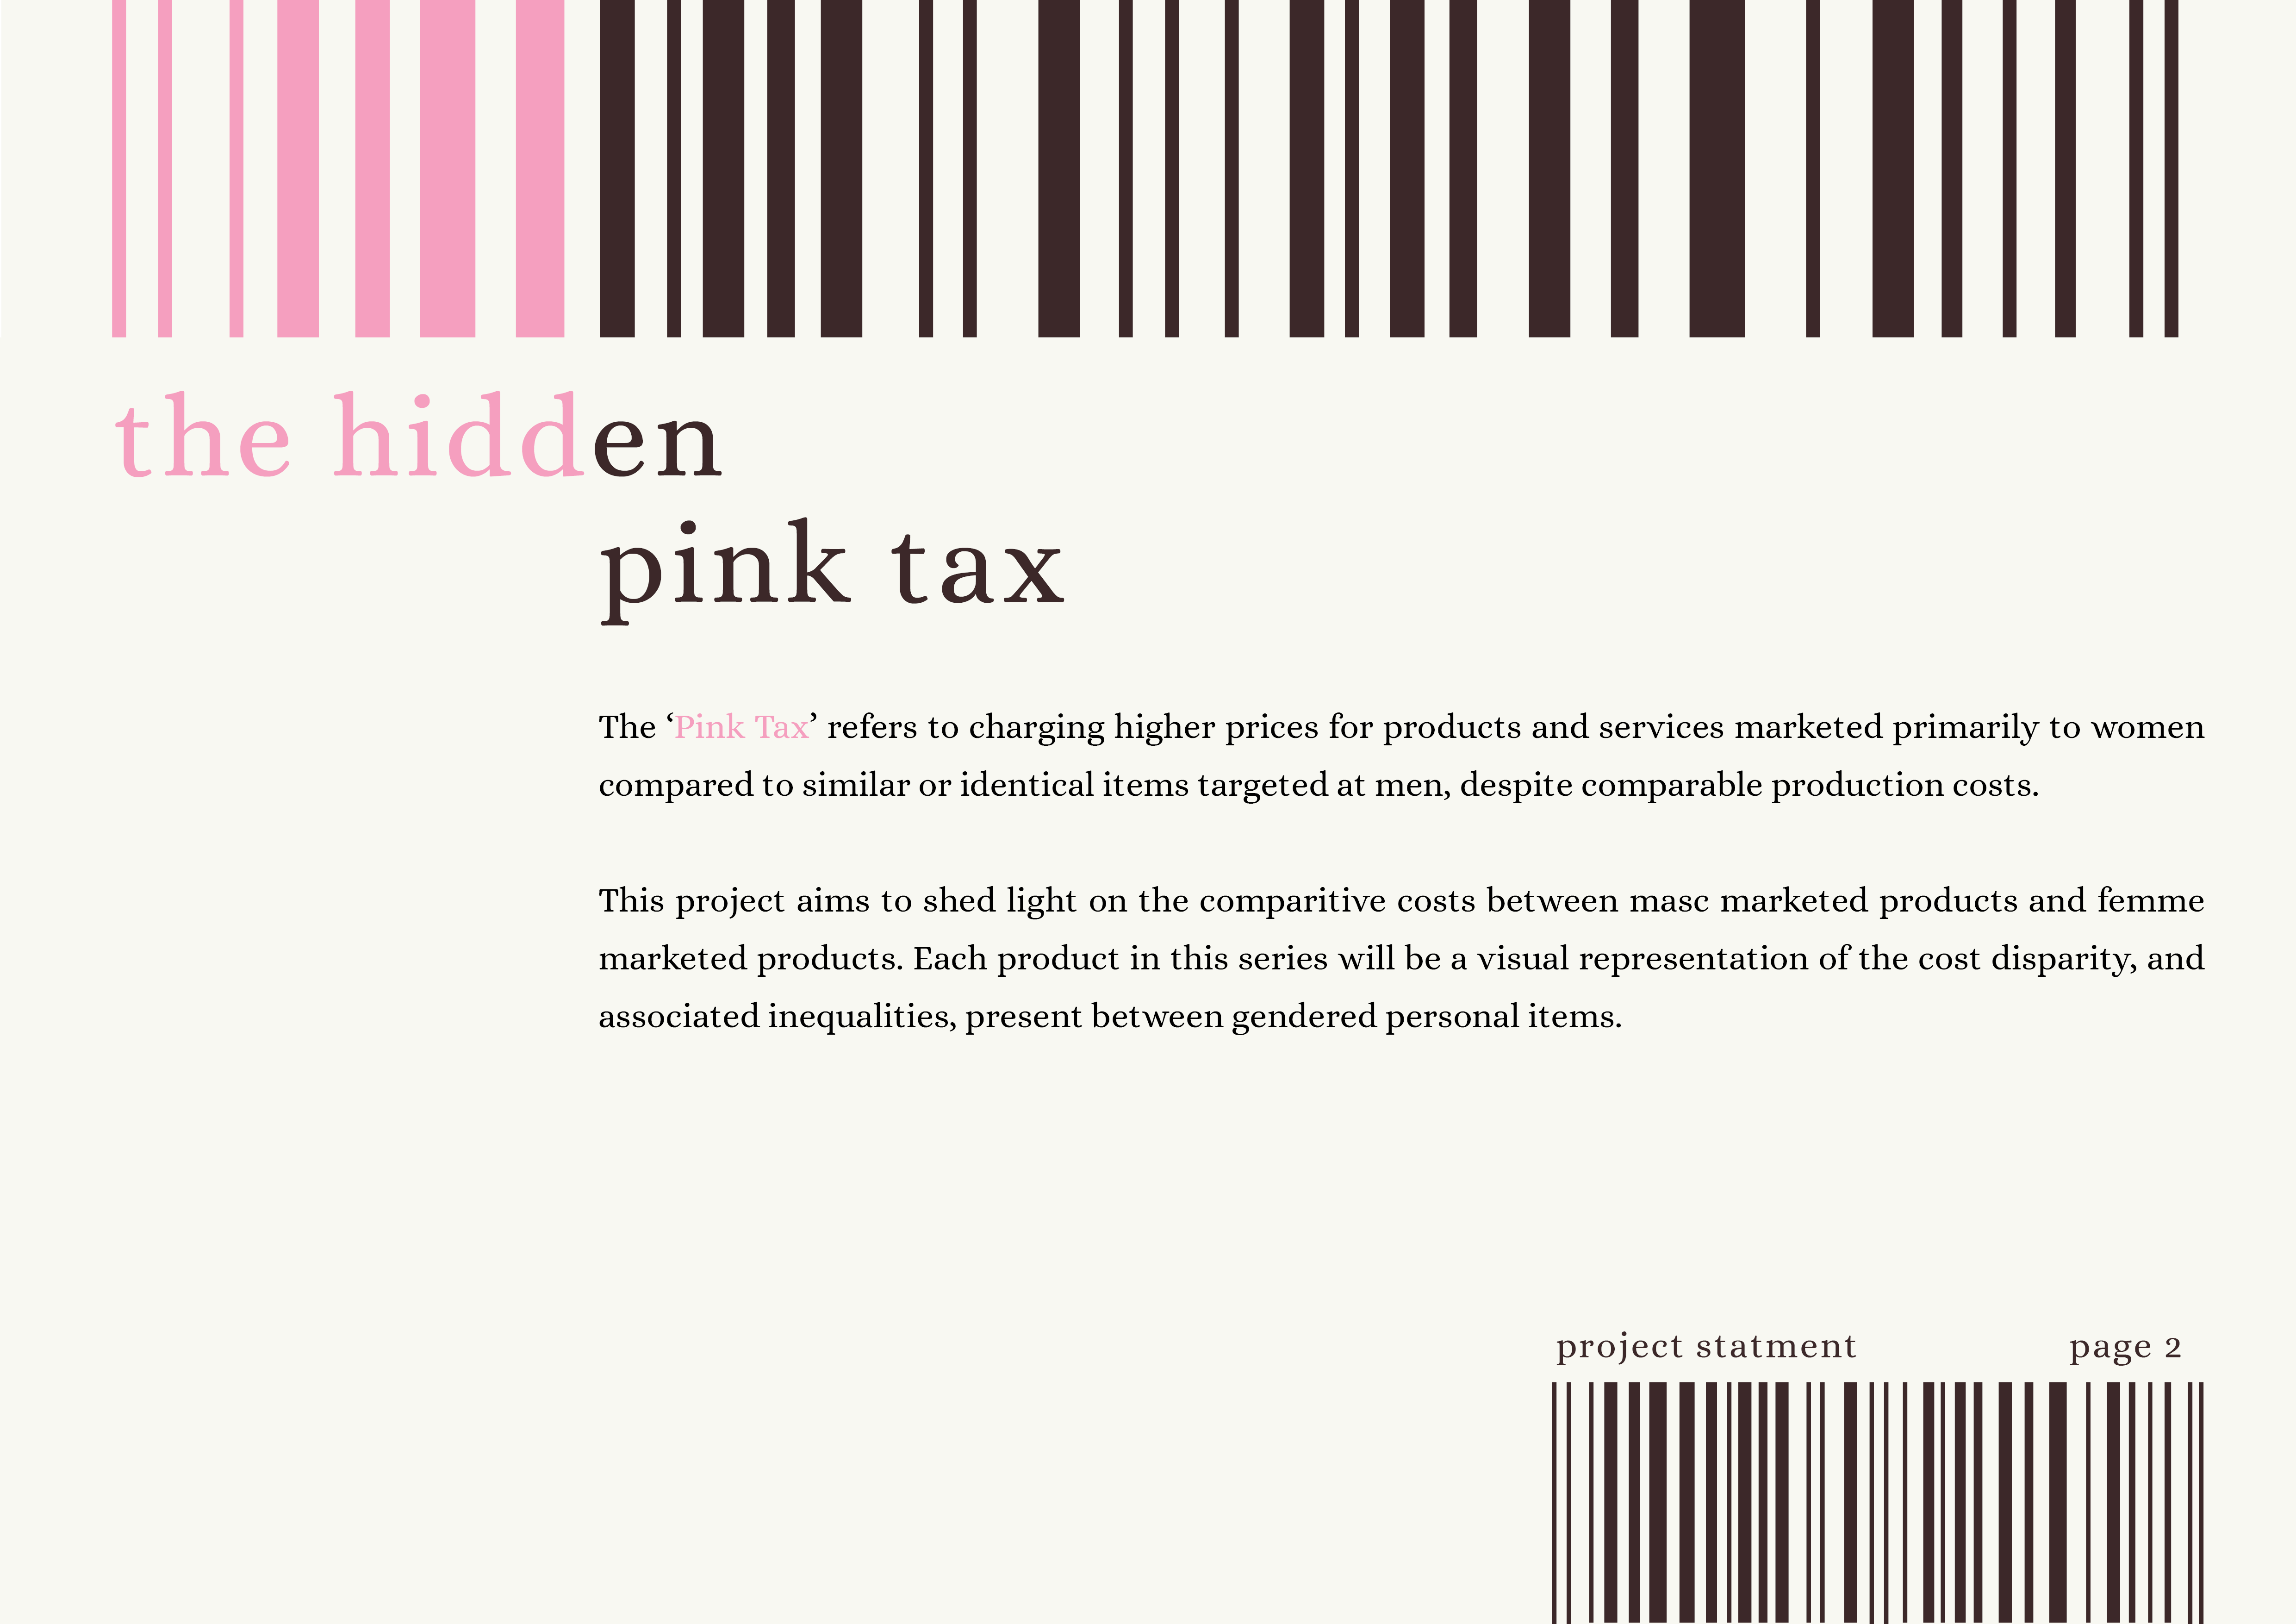 the hidden
pink tax
The ‘Pink Tax’ refers to charging higher prices for products and services marketed primarily to women
compared to similar or identical items targeted at men, despite comparable production costs.
This project aims to shed light on the comparitive costs between masc marketed products and femme
marketed products. Each product in this series will be a visual representation of the cost disparity, and
associated inequalities, present between gendered personal items.
project statment page 2